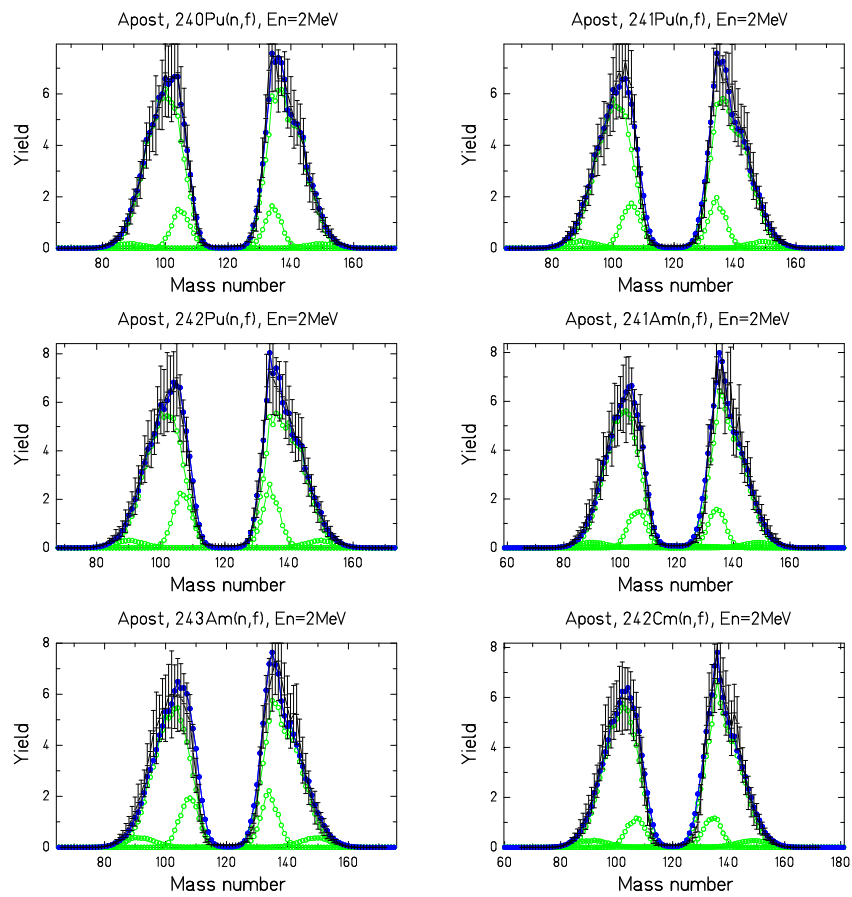 Apost, 240Pu(n,f), En=2MeV
Yield
6
4
2
0
80 100 120 140 160
Mass number
Apost, 241Pu(n,f), En=2MeV
Yield
6
4
2
0
80 100 120 140 160
Mass number
Apost, 242Pu(n,f), En=2MeV
Yield
8
6
4
2
0
80 100 120 140 160
Mass number
Apost, 241Am(n,f), En=2MeV
Yield
8
6
4
2
0
60 80 100 120 140 160
Mass number
Apost, 243Am(n,f), En=2MeV
Yield
8
6
4
2
0
80 100 120 140 160
Mass number
Apost, 242Cm(n,f), En=2MeV
Yield
8
6
4
2
0
60 80 100 120 140 160 180
Mass number